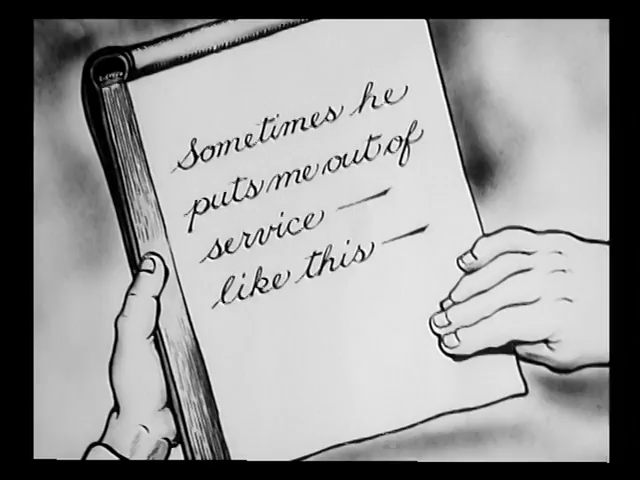 Sometimes he
puts me out of
service —
like this —